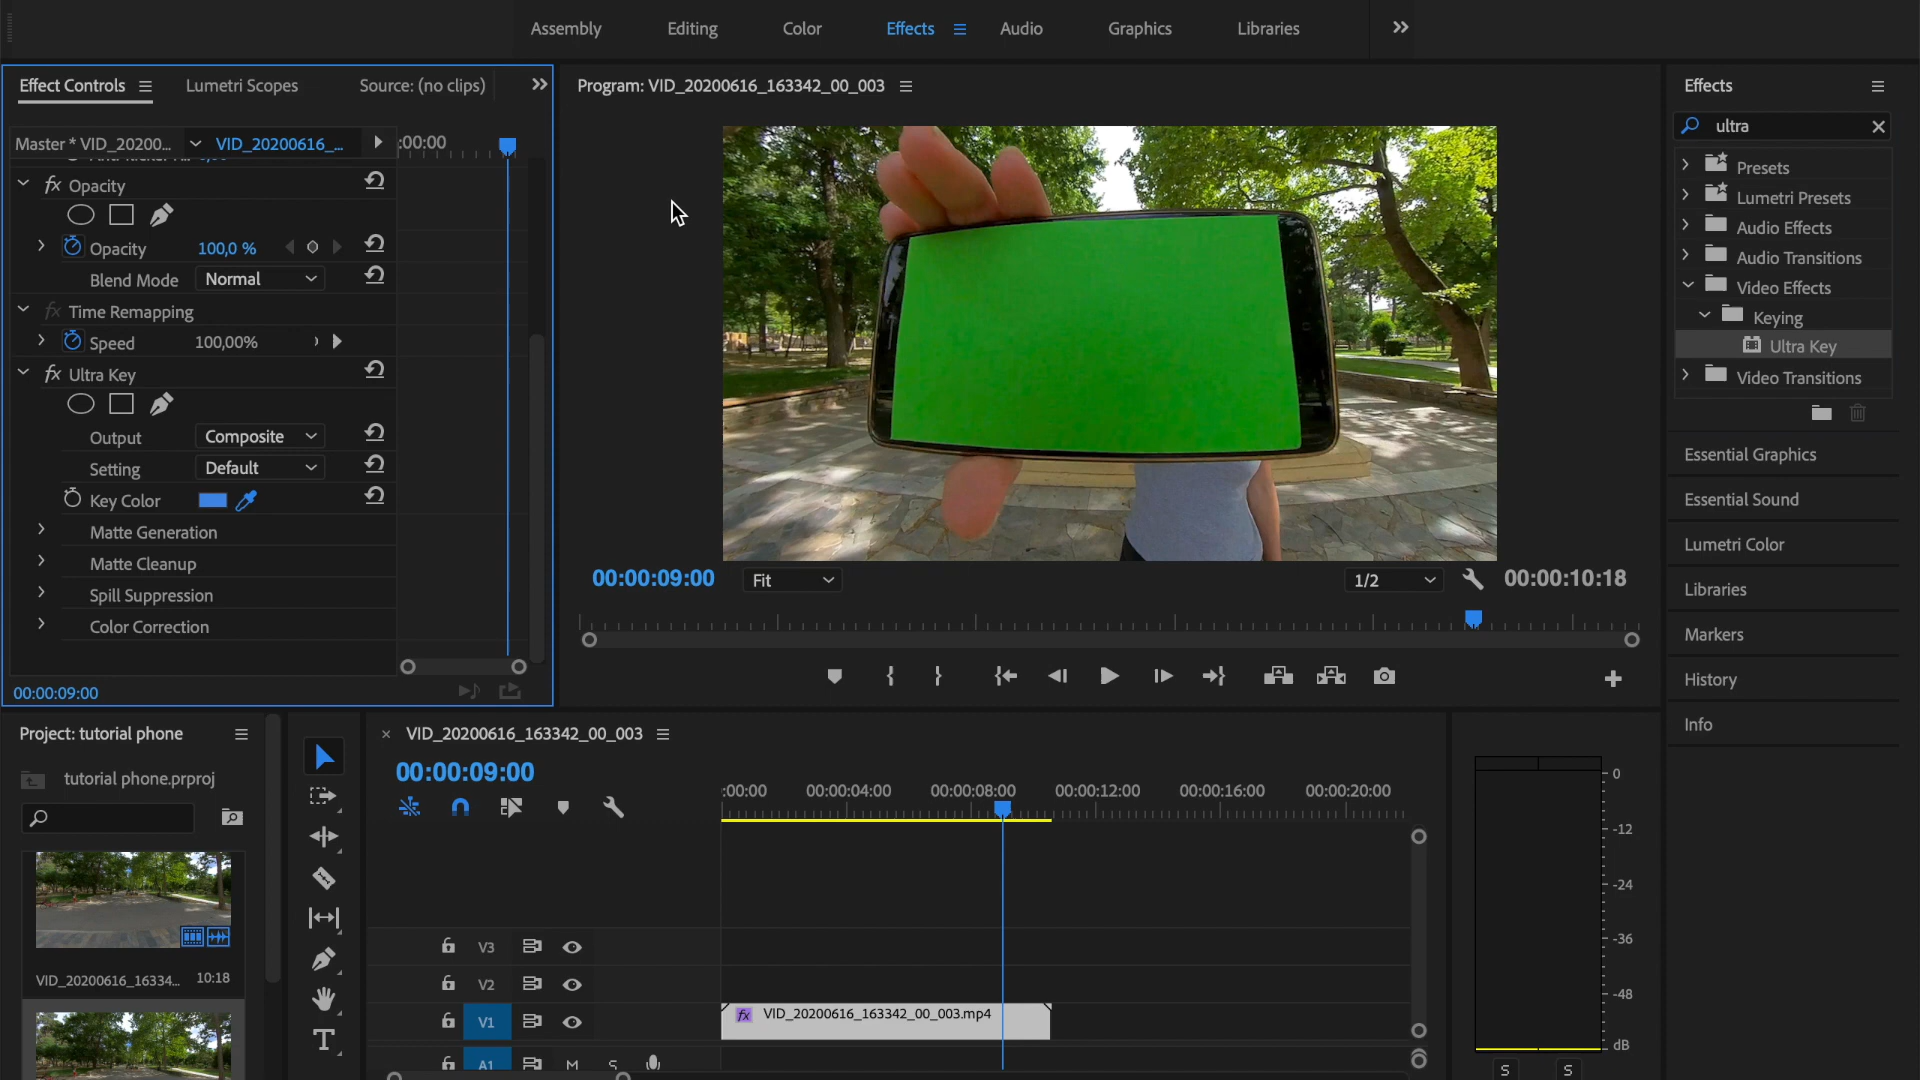 Assembly Editing Color Effects Audio Graphics Libraries
Effect Controls Lumetri Scopes Source: (no clips)
Master * VID_20200... VID_20200616_... :00:00
fx Opacity
Opacity 100,0 %
Blend Mode Normal
fx Time Remapping
Speed 100,00%
fx Ultra Key
Output Composite
Setting Default
Key Color
Matte Generation
Matte Cleanup
Spill Suppression
Color Correction
00:00:09:00
Program: VID_20200616_163342_00_003
00:00:09:00 Fit 1/2 00:00:10:18
Effects
ultra
Presets
Lumetri Presets
Audio Effects
Audio Transitions
Video Effects
Keying
Ultra Key
Video Transitions
Essential Graphics
Essential Sound
Lumetri Color
Libraries
Markers
History
Info
Project: tutorial phone
tutorial phone.prproj
VID_20200616_16334... 10:18
VID_20200616_163342_00_003
00:00:09:00
:00:00 00:00:04:00 00:00:08:00 00:00:12:00 00:00:16:00 00:00:20:00
V3
V2
V1 fx VID_20200616_163342_00_003.mp4
A1 M S
0
-12
-24
-36
-48
dB
S S